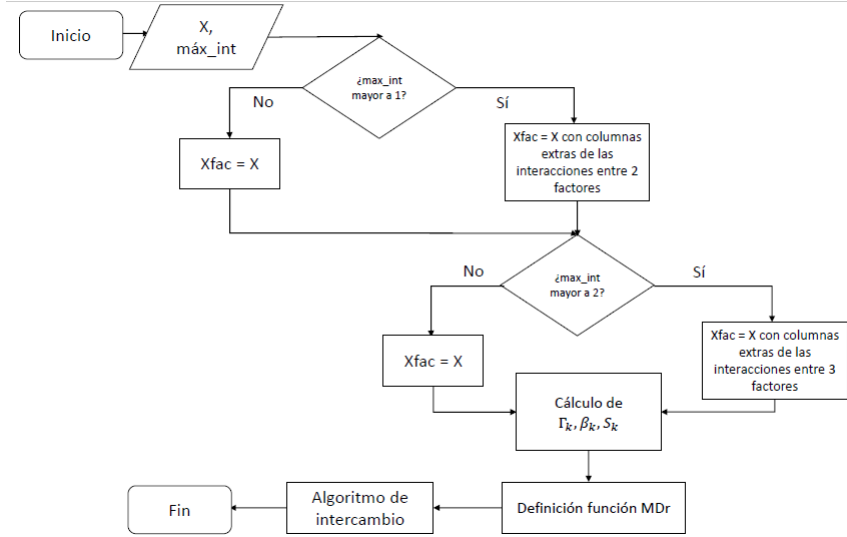 Inicio
X,
máx_int
¿max_int
mayor a 1?
No
Sí
Xfac = X
Xfac = X con columnas
extras de las
interacciones entre 2
factores
¿max_int
mayor a 2?
No
Sí
Xfac = X
Xfac = X con columnas
extras de las
interacciones entre 3
factores
Cálculo de
Γₖ, βₖ, Sₖ
Definición función MDr
Algoritmo de
intercambio
Fin